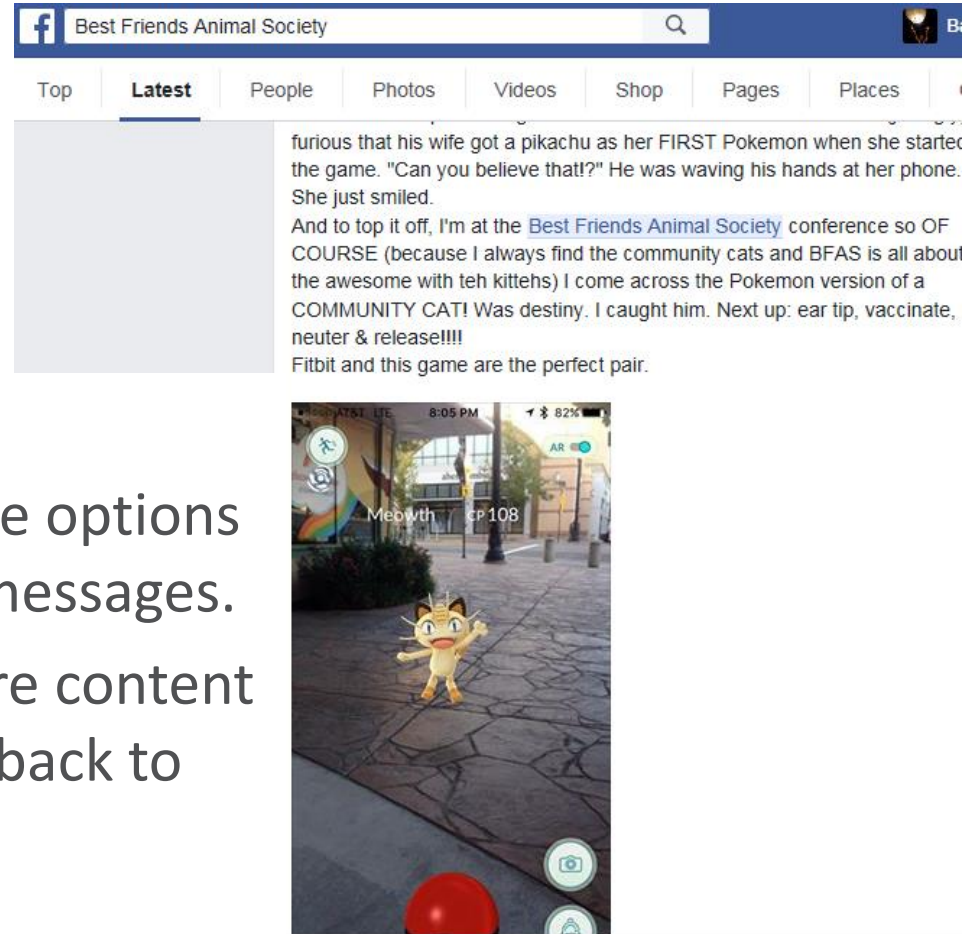 f Best Friends Animal Society
Top Latest People Photos Videos Shop Pages Places
furious that his wife got a pikachu as her FIRST Pokemon when she started
the game. "Can you believe that!?" He was waving his hands at her phone.
She just smiled.
And to top it off, I'm at the Best Friends Animal Society conference so OF
COURSE (because I always find the community cats and BFAS is all about
the awesome with teh kittehs) I come across the Pokemon version of a
COMMUNITY CAT! Was destiny. I caught him. Next up: ear tip, vaccinate,
neuter & release!!!!
Fitbit and this game are the perfect pair.
AT&T LTE 8:05 PM 82%
AR
Meowth / CP 108
e options
messages.
re content
back to